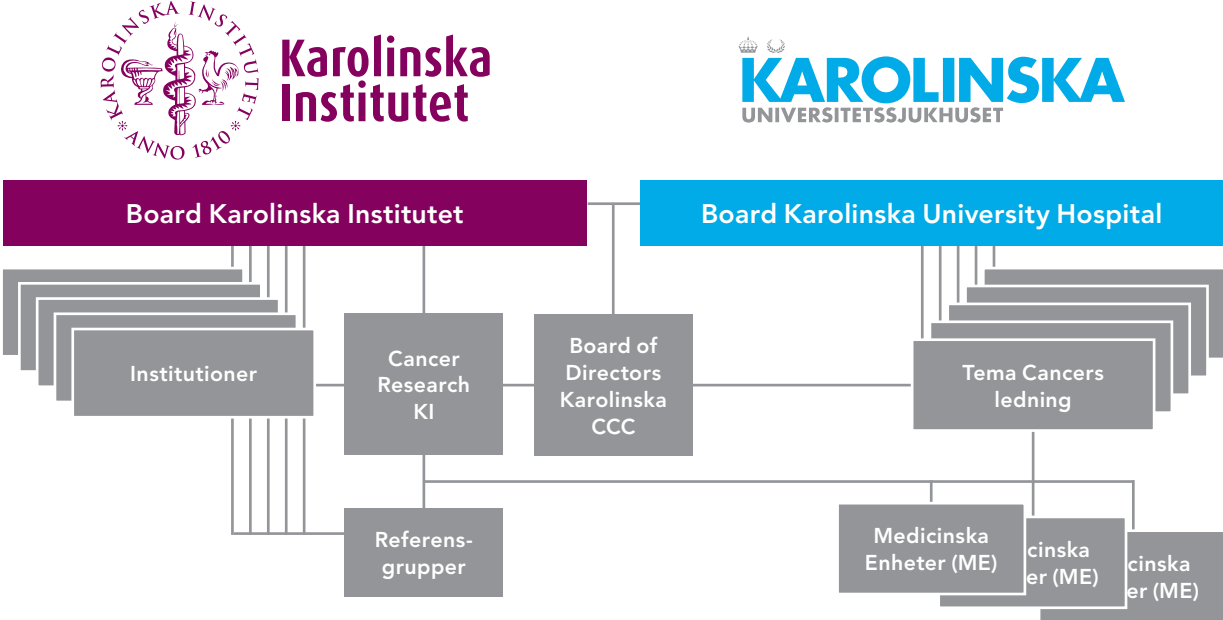 KAROLINSKA INSTITUTET
* ANNO 1810 *
Karolinska
Institutet
KAROLINSKA
UNIVERSITETSSJUKHUSET
Board Karolinska Institutet
Board Karolinska University Hospital
Institutioner
Cancer
Research
KI
Board of
Directors
Karolinska
CCC
Tema Cancers
ledning
Referens-
grupper
Medicinska
Enheter (ME)
cinska
er (ME)
cinska
er (ME)